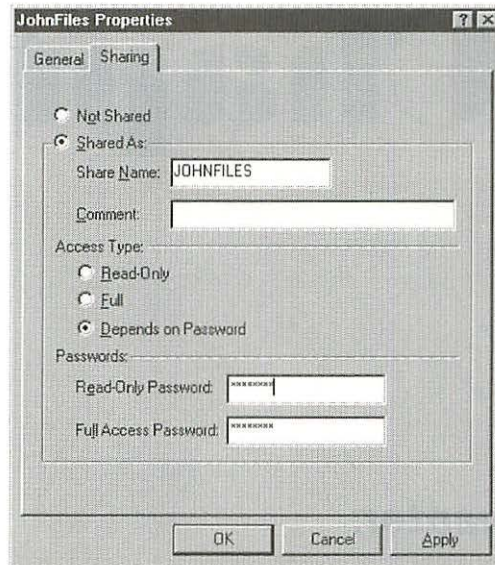 JohnFiles Properties
General Sharing
Not Shared
Shared As:
Share Name: JOHNFILES
Comment:
Access Type:
Read-Only
Full
Depends on Password
Passwords:
Read-Only Password: ********
Full Access Password: ********
OK Cancel Apply